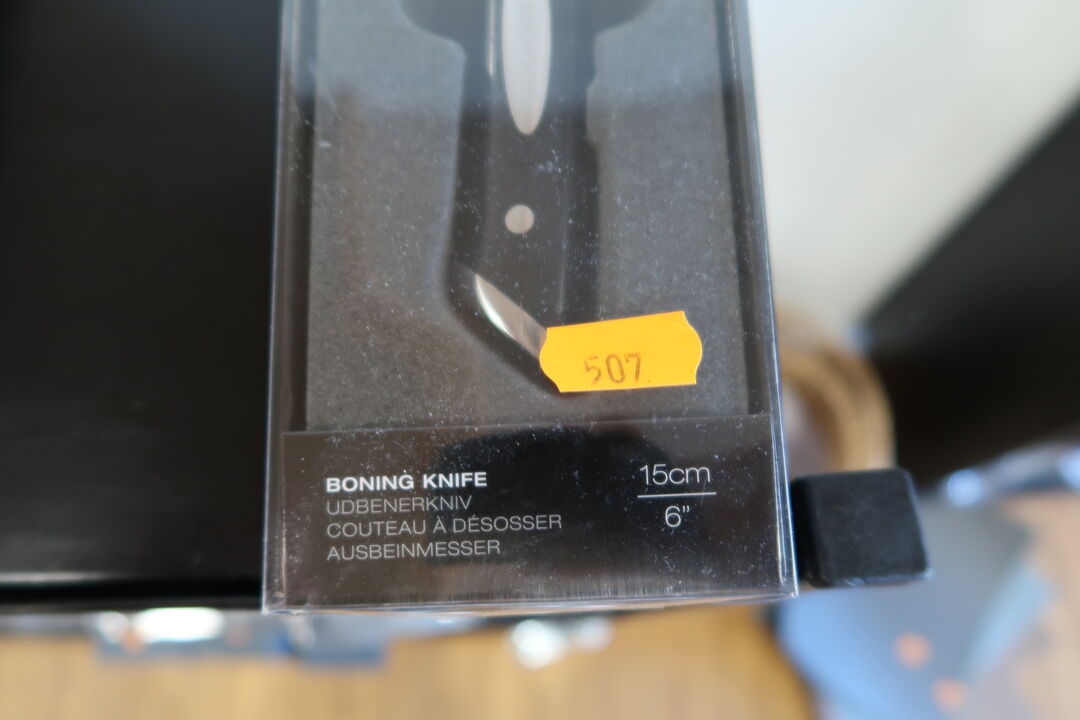 507
BONING KNIFE
UDBENERKNIV
COUTEAU À DÉSOSSER
AUSBEINMESSER
15cm
6"